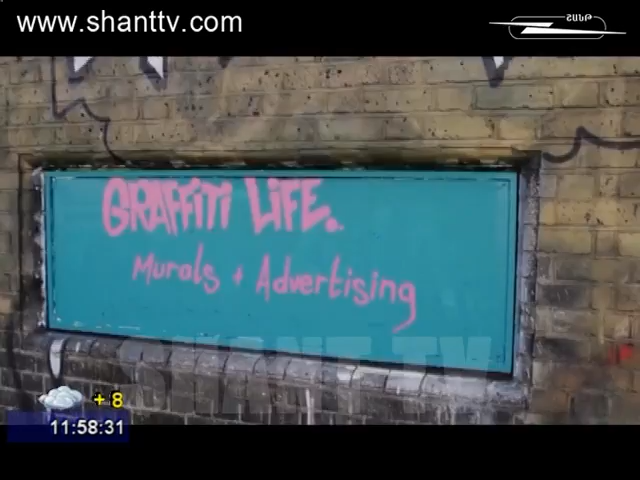 www.shanttv.com
ՇԱՆԹ
GRAFFITI LIFE.
Murals + Advertising
SHANT TV
+ 8
11:58:31